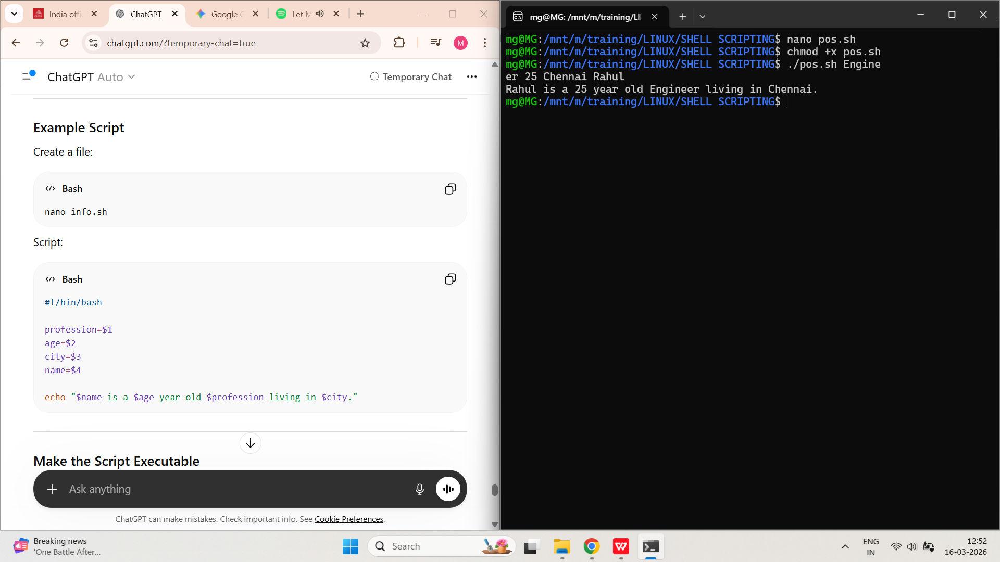 India offi
ChatGPT
Google G
Let M
chatgpt.com/?temporary-chat=true
M
ChatGPT Auto
Temporary Chat
Example Script
Create a file:
Bash
nano info.sh
Script:
Bash
#!/bin/bash
profession=$1
age=$2
city=$3
name=$4
echo "$name is a $age year old $profession living in $city."
Make the Script Executable
Ask anything
ChatGPT can make mistakes. Check important info. See Cookie Preferences.
mg@MG: /mnt/m/training/LI
mg@MG:/mnt/m/training/LINUX/SHELL SCRIPTING$ nano pos.sh
mg@MG:/mnt/m/training/LINUX/SHELL SCRIPTING$ chmod +x pos.sh
mg@MG:/mnt/m/training/LINUX/SHELL SCRIPTING$ ./pos.sh Engine
er 25 Chennai Rahul
Rahul is a 25 year old Engineer living in Chennai.
mg@MG:/mnt/m/training/LINUX/SHELL SCRIPTING$
Breaking news
'One Battle After...
Search
ENG
IN
12:52
16-03-2026